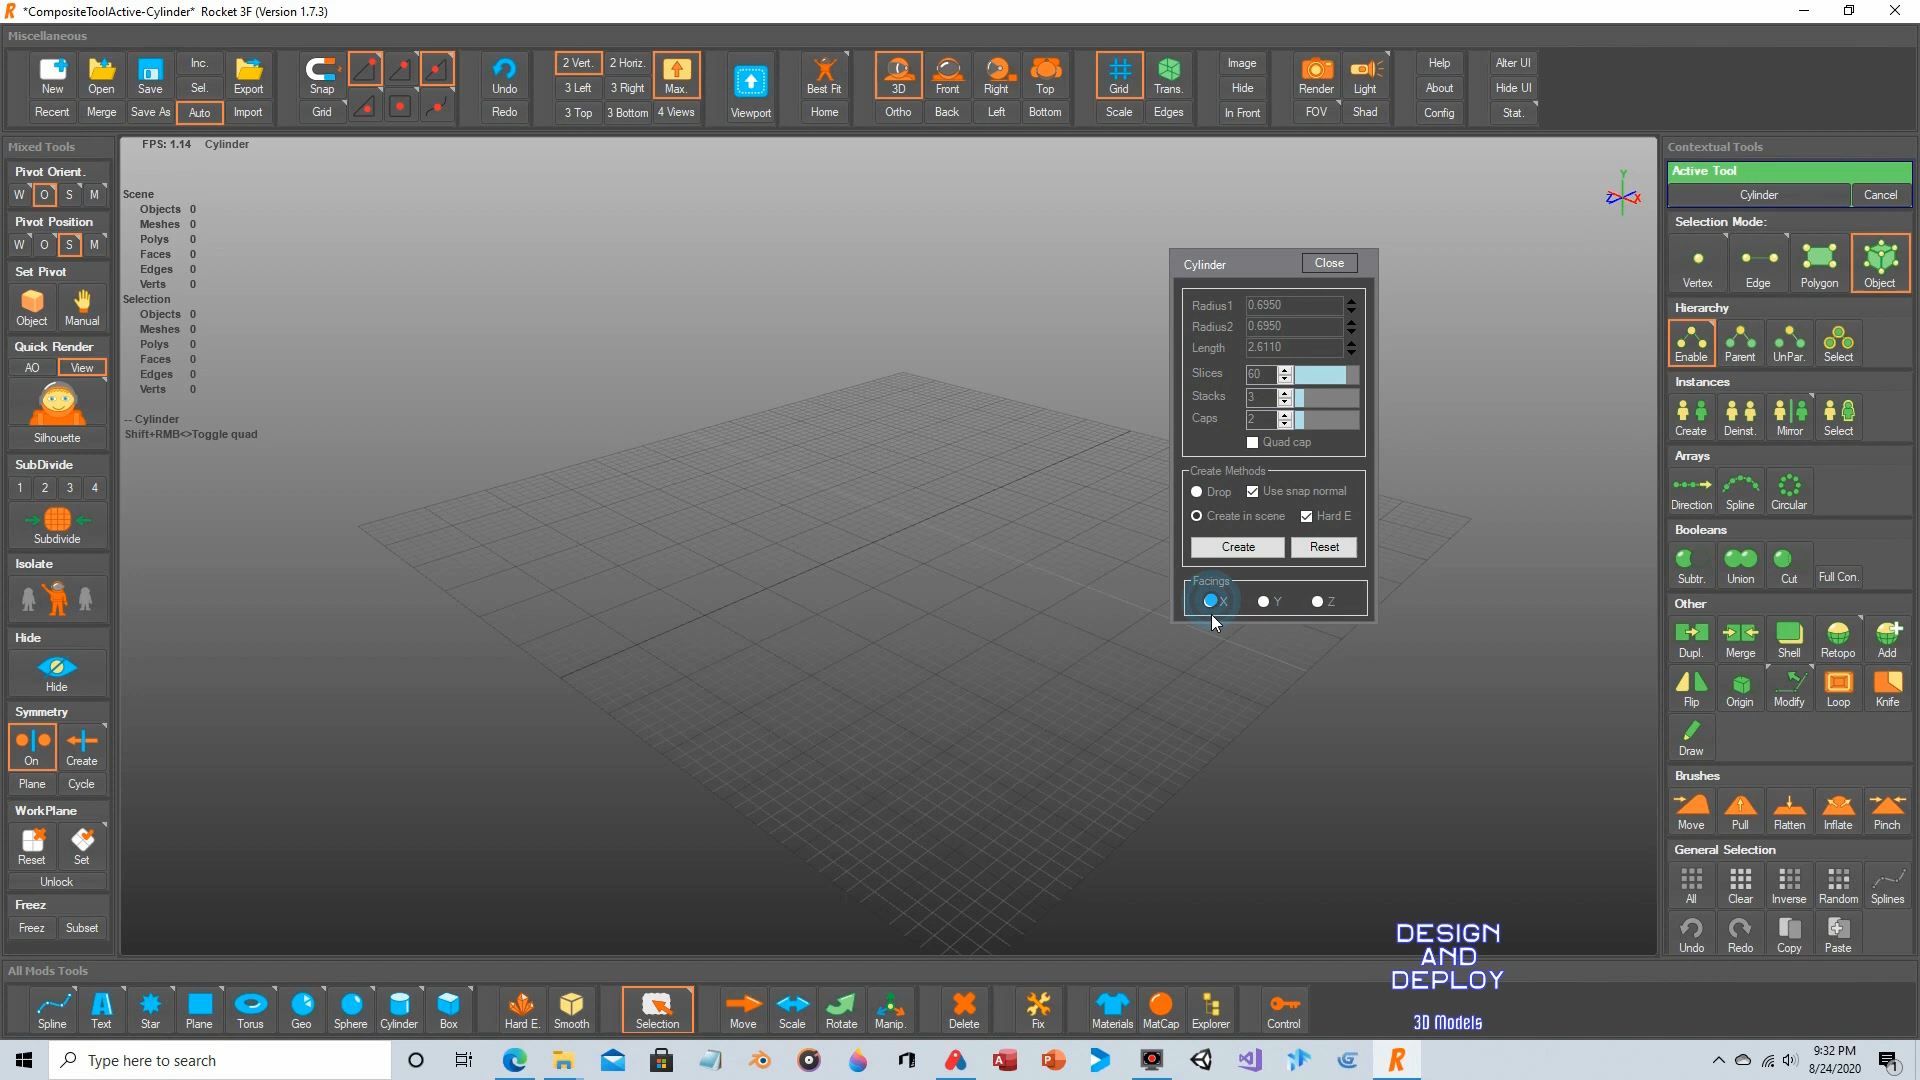 *CompositeToolActive-Cylinder* Rocket 3F (Version 1.7.3)
Miscellaneous
New Open Save Inc. Sel. Export
Recent Merge Save As Auto Import
Snap
Grid
Undo
Redo
2 Vert. 2 Horiz. Max.
3 Left 3 Right
3 Top 3 Bottom 4 Views
Viewport
Best Fit
Home
3D Front Right Top
Ortho Back Left Bottom
Grid Trans.
Scale Edges
Image
Hide
In Front
Render Light
FOV Shad
Help
About
Config
Alter UI
Hide UI
Stat.
Mixed Tools
Pivot Orient.
W O S M
Pivot Position
W O S M
Set Pivot
Object Manual
Quick Render
AO View
Silhouette
SubDivide
1 2 3 4
Subdivide
Isolate
Hide
Hide
Symmetry
On Create
Plane Cycle
WorkPlane
Reset Set
Unlock
Freez
Freez Subset
FPS: 1.14 Cylinder
Scene
Objects 0
Meshes 0
Polys 0
Faces 0
Edges 0
Verts 0
Selection
Objects 0
Meshes 0
Polys 0
Faces 0
Edges 0
Verts 0
-- Cylinder
Shift+RMB<>Toggle quad
Y
Z X
Cylinder Close
Radius1 0.6950
Radius2 0.6950
Length 2.6110
Slices 60
Stacks 3
Caps 2
Quad cap
Create Methods
Drop Use snap normal
Create in scene Hard E
Create Reset
Facings
X Y Z
DESIGN
AND
DEPLOY
3D Models
Contextual Tools
Active Tool
Cylinder Cancel
Selection Mode:
Vertex Edge Polygon Object
Hierarchy
Enable Parent UnPar. Select
Instances
Create Deinst. Mirror Select
Arrays
Direction Spline Circular
Booleans
Subtr. Union Cut Full Con.
Other
Dupl. Merge Shell Retopo Add
Flip Origin Modify Loop Knife
Draw
Brushes
Move Pull Flatten Inflate Pinch
General Selection
All Clear Inverse Random Splines
Undo Redo Copy Paste
All Mods Tools
Spline Text Star Plane Torus Geo Sphere Cylinder Box Hard E. Smooth Selection Move Scale Rotate Manip. Delete Fix Materials MatCap Explorer Control
Type here to search
9:32 PM
8/24/2020
1